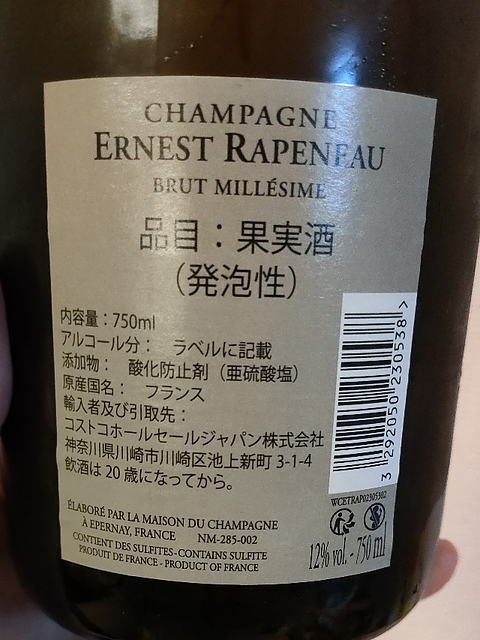 CHAMPAGNE
ERNEST RAPENEAU
BRUT MILLÉSIME
品目：果実酒
（発泡性）
内容量：750ml
アルコール分： ラベルに記載
添加物： 酸化防止剤（亜硫酸塩）
原産国名： フランス
輸入者及び引取先：
コストコホールセールジャパン株式会社
神奈川県川崎市川崎区池上新町 3-1-4
飲酒は 20 歳になってから。
3 292050 230538 >
WCETRAP02305302
ÉLABORÉ PAR LA MAISON DU CHAMPAGNE
À EPERNAY, FRANCE NM-285-002
CONTIENT DES SULFITES-CONTAINS SULFITE
PRODUIT DE FRANCE - PRODUCT OF FRANCE
12% vol. - 750 ml